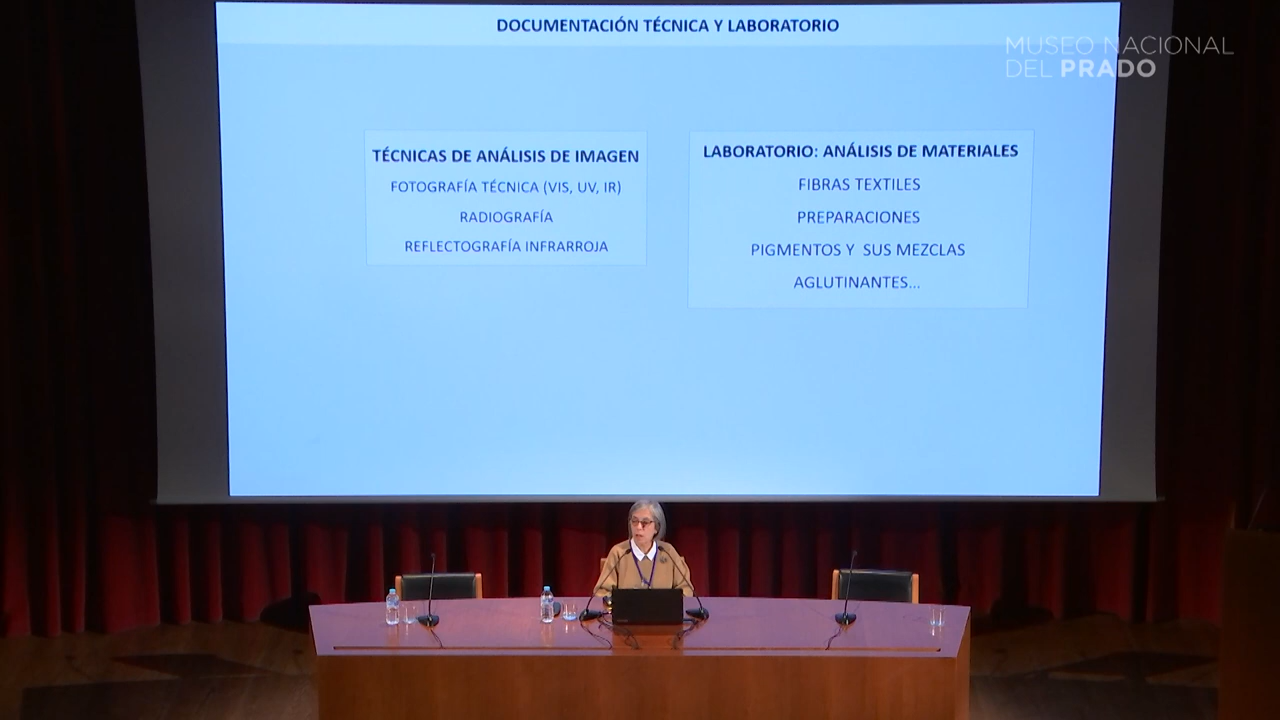 DOCUMENTACIÓN TÉCNICA Y LABORATORIO
MUSEO NACIONAL
DEL PRADO
TÉCNICAS DE ANÁLISIS DE IMAGEN
FOTOGRAFÍA TÉCNICA (VIS, UV, IR)
RADIOGRAFÍA
REFLECTOGRAFÍA INFRARROJA
LABORATORIO: ANÁLISIS DE MATERIALES
FIBRAS TEXTILES
PREPARACIONES
PIGMENTOS Y SUS MEZCLAS
AGLUTINANTES...